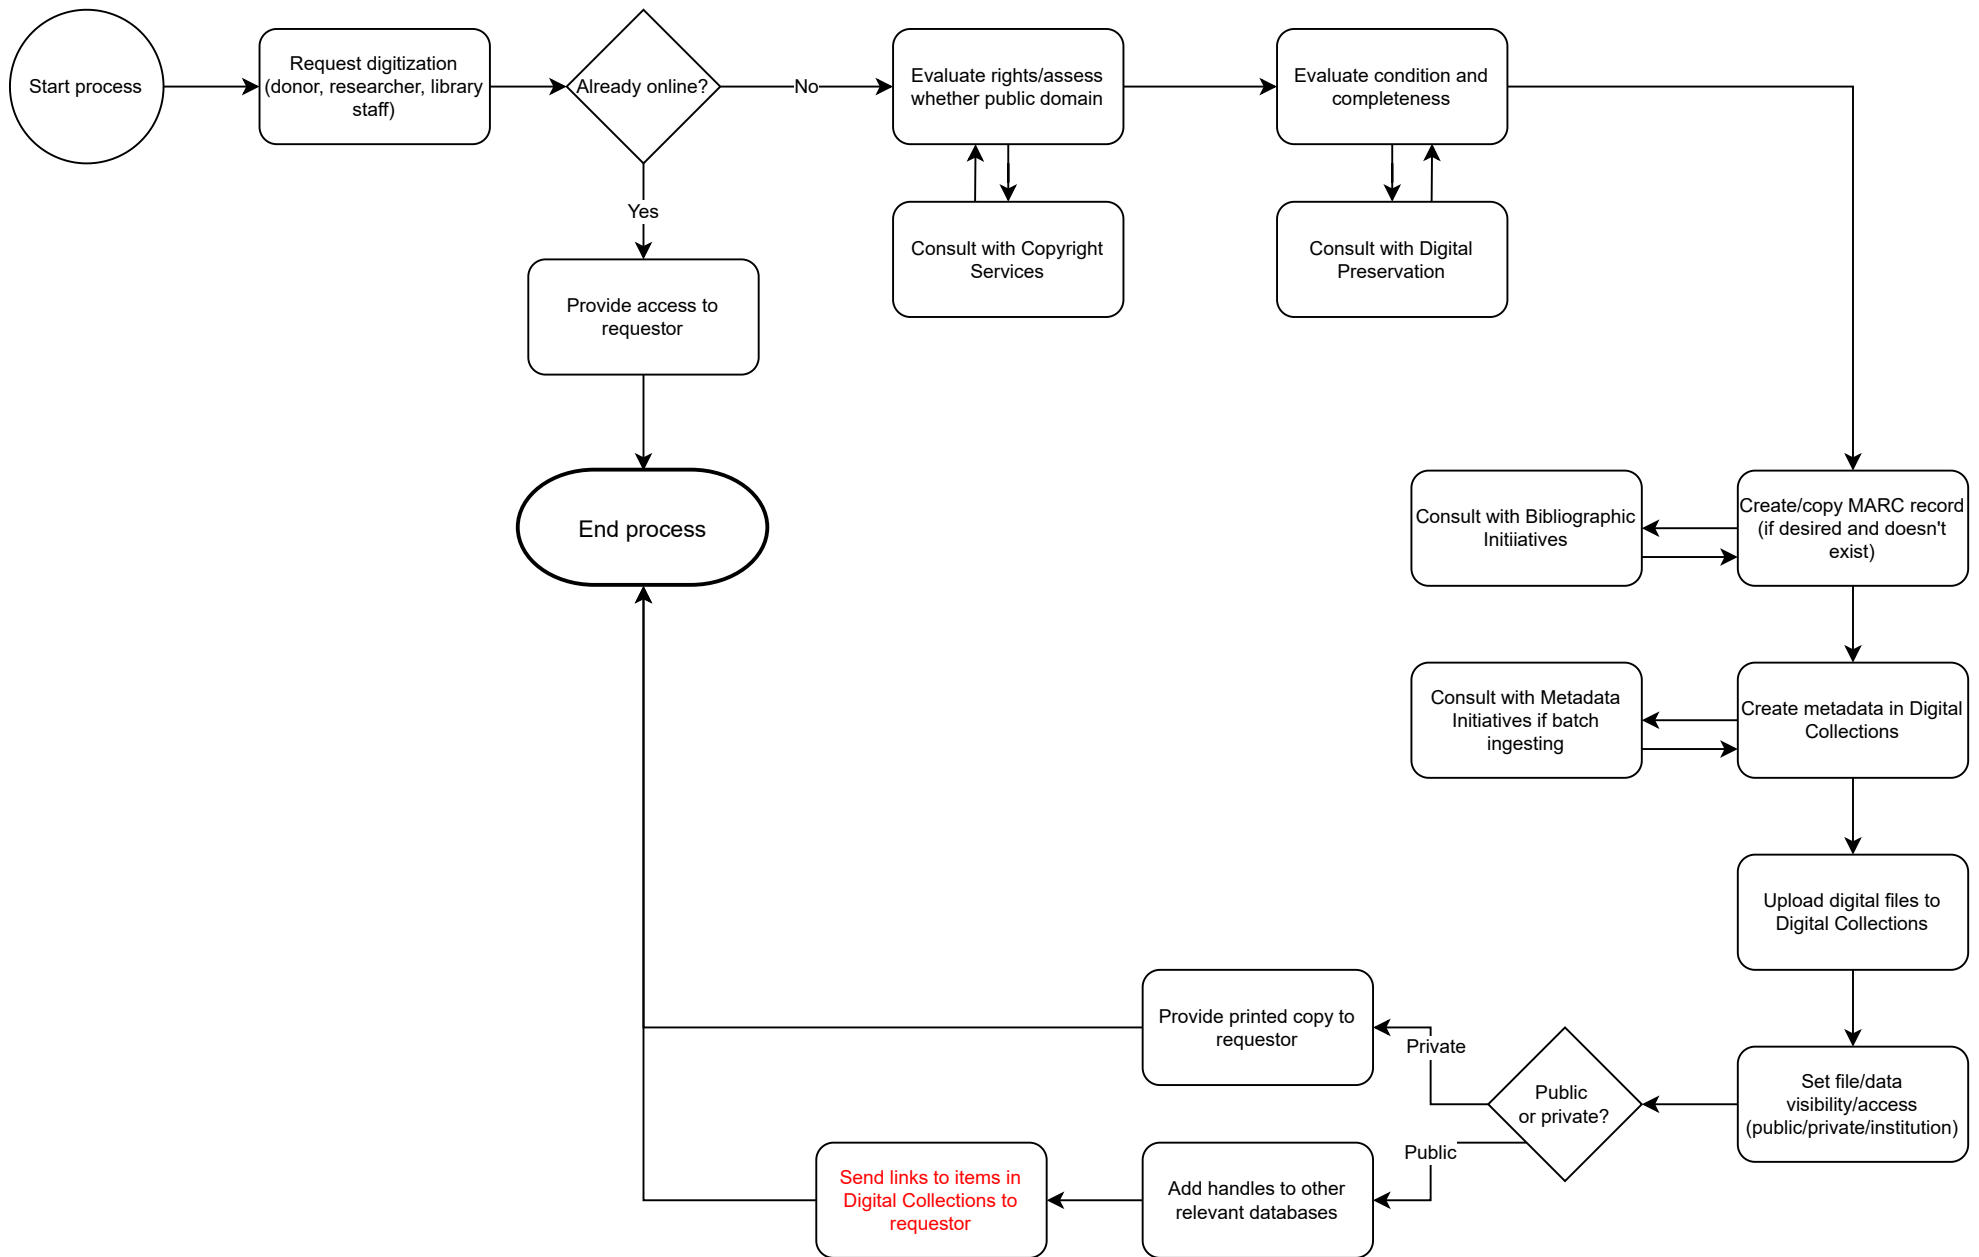 Start process
Request digitization
(donor, researcher, library
staff)
Already online?
No
Evaluate rights/assess
whether public domain
Evaluate condition and
completeness
Yes
Consult with Copyright
Services
Consult with Digital
Preservation
Provide access to
requestor
End process
Consult with Bibliographic
Initiiatives
Create/copy MARC record
(if desired and doesn't
exist)
Consult with Metadata
Initiatives if batch
ingesting
Create metadata in Digital
Collections
Upload digital files to
Digital Collections
Provide printed copy to
requestor
Private
Public
or private?
Set file/data
visibility/access
(public/private/institution)
Public
Send links to items in
Digital Collections to
requestor
Add handles to other
relevant databases